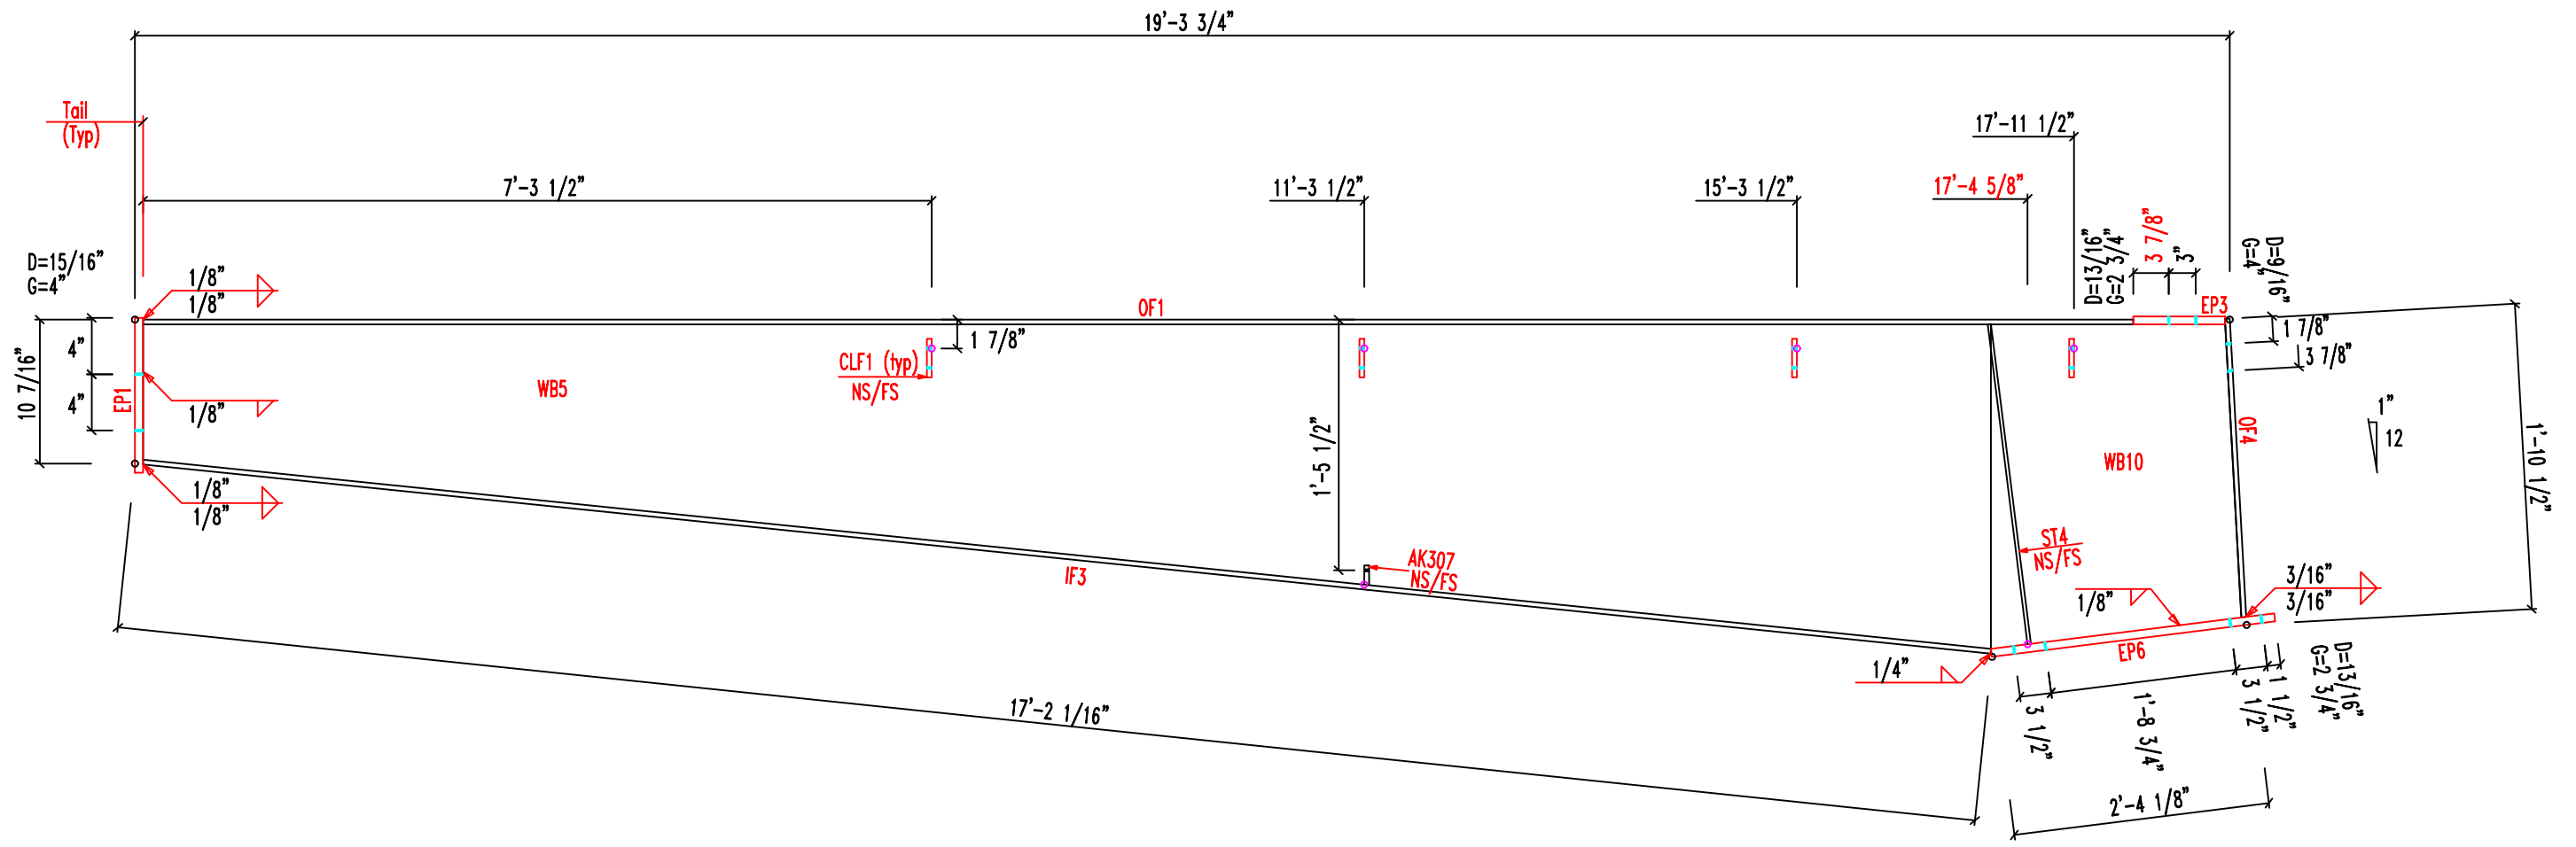 19'-3 3/4"
Tail
(Typ)
17'-11 1/2"
7'-3 1/2"
11'-3 1/2"
15'-3 1/2"
17'-4 5/8"
D=13/16"
G=2 3/4"
3 7/8"
3"
D=9/16"
G=4"
D=15/16"
G=4"
1/8"
1/8"
OF1
EP3
1 7/8"
1 7/8"
3 7/8"
10 7/16"
4"
4"
EP1
1/8"
WB5
CLF1 (typ)
NS/FS
1'-5 1/2"
WB10
OF4
1"
12
1'-10 1/2"
1/8"
1/8"
IF3
AK307
NS/FS
ST4
NS/FS
1/8"
3/16"
3/16"
1/4"
EP6
17'-2 1/16"
3 1/2"
1'-8 3/4"
3 1/2"
1 1/2"
D=13/16"
G=2 3/4"
2'-4 1/8"